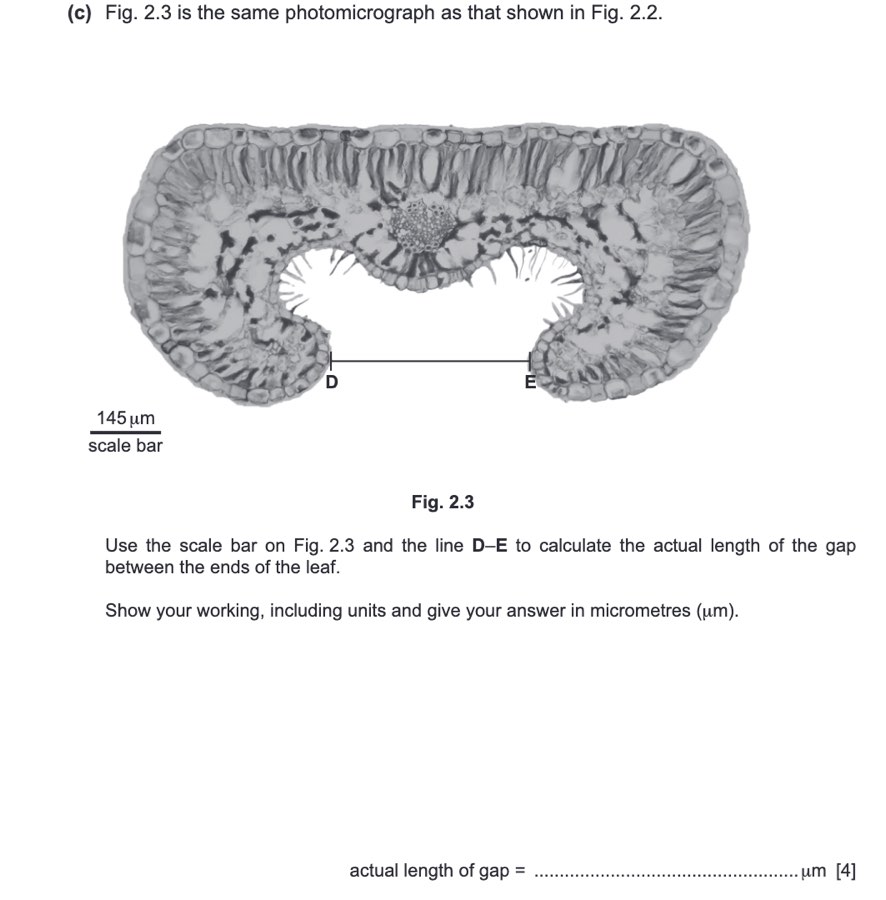 (c) Fig. 2.3 is the same photomicrograph as that shown in Fig. 2.2.
D
E
145 μm
scale bar
Fig. 2.3
Use the scale bar on Fig. 2.3 and the line D–E to calculate the actual length of the gap
between the ends of the leaf.
Show your working, including units and give your answer in micrometres (μm).
actual length of gap = ..................................................... μm [4]